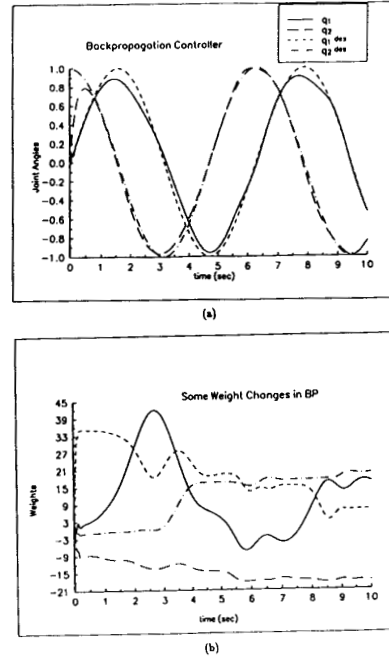 q₁
q₂
q₁ des
q₂ des
Backpropogation Controller
Joint Angles
1.0
0.8
0.6
0.4
0.2
0.0
-0.2
-0.4
-0.6
-0.8
-1.0
0 1 2 3 4 5 6 7 8 9 10
time (sec)
(a)
Some Weight Changes in BP
Weights
45
39
33
27
21
15
9
3
-3
-9
-15
-21
0 1 2 3 4 5 6 7 8 9 10
time (sec)
(b)